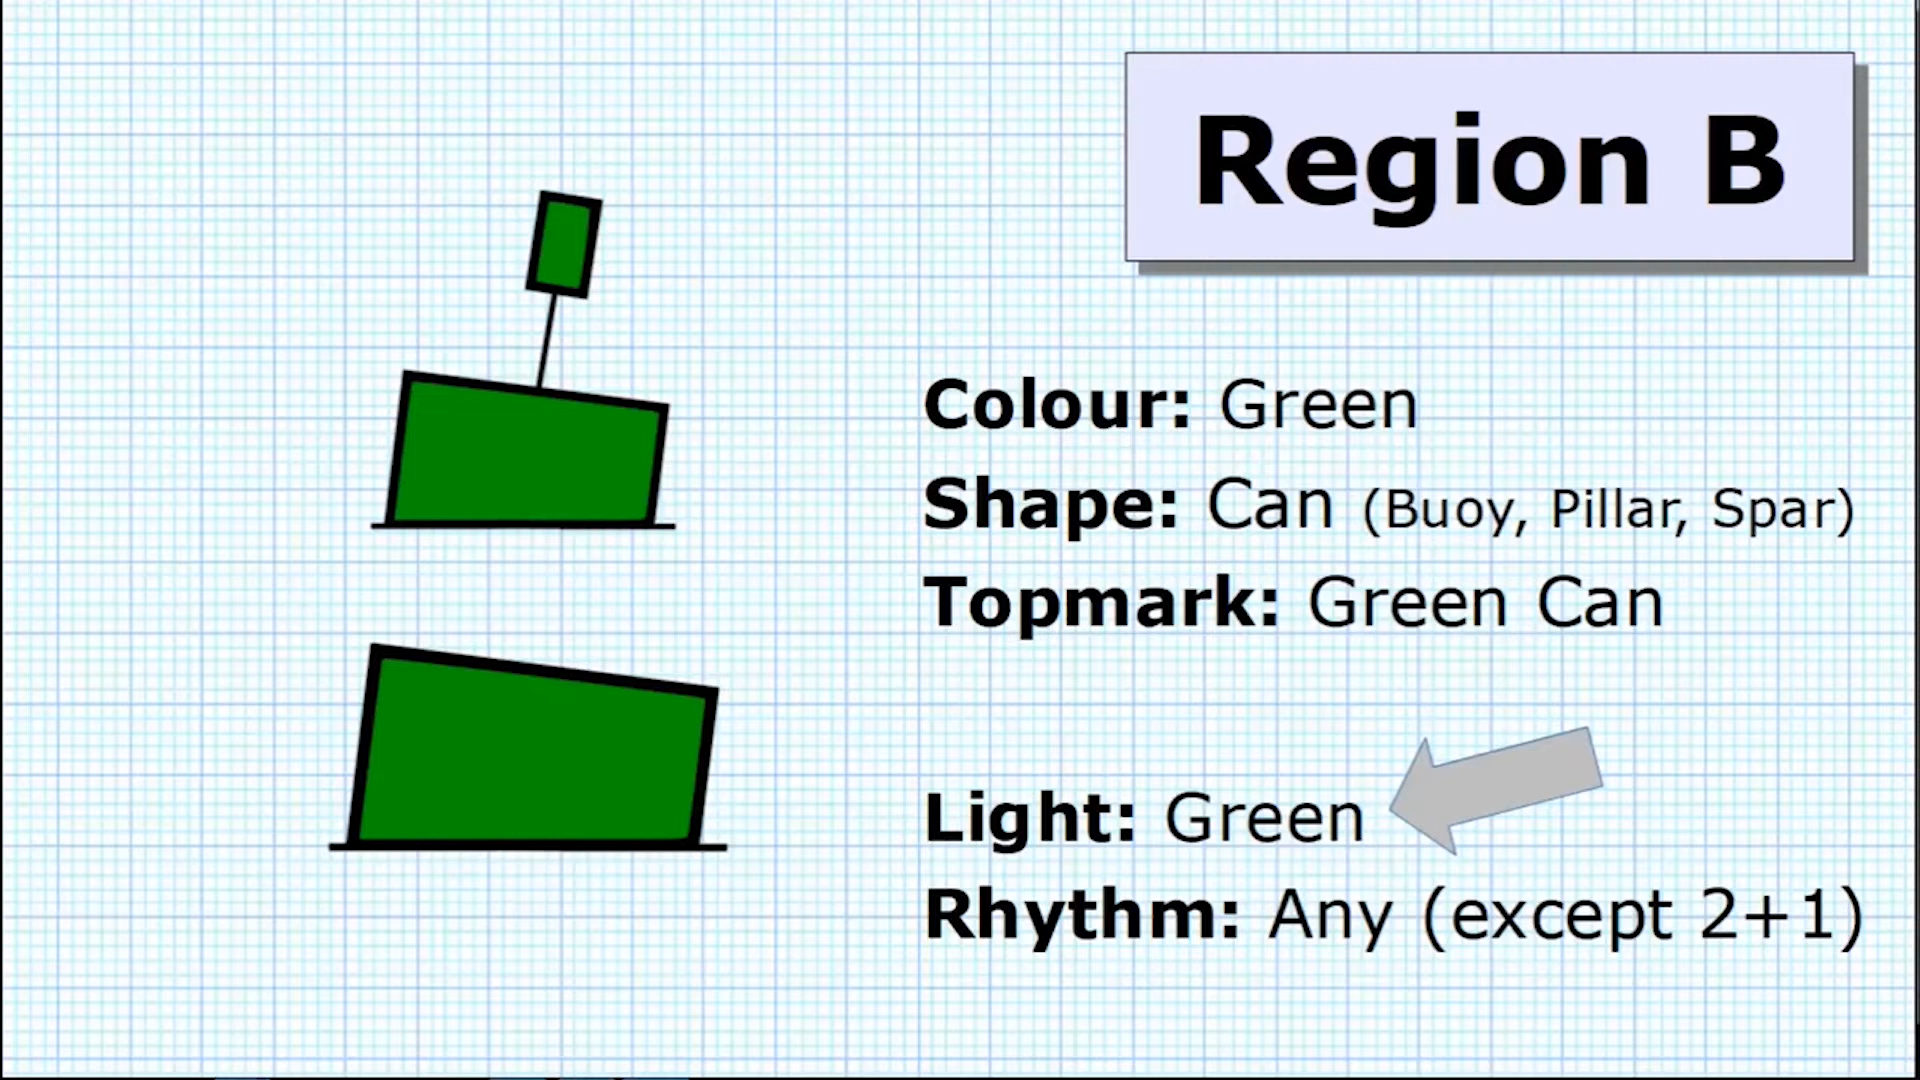 Region B
Colour: Green
Shape: Can (Buoy, Pillar, Spar)
Topmark: Green Can
Light: Green
Rhythm: Any (except 2+1)